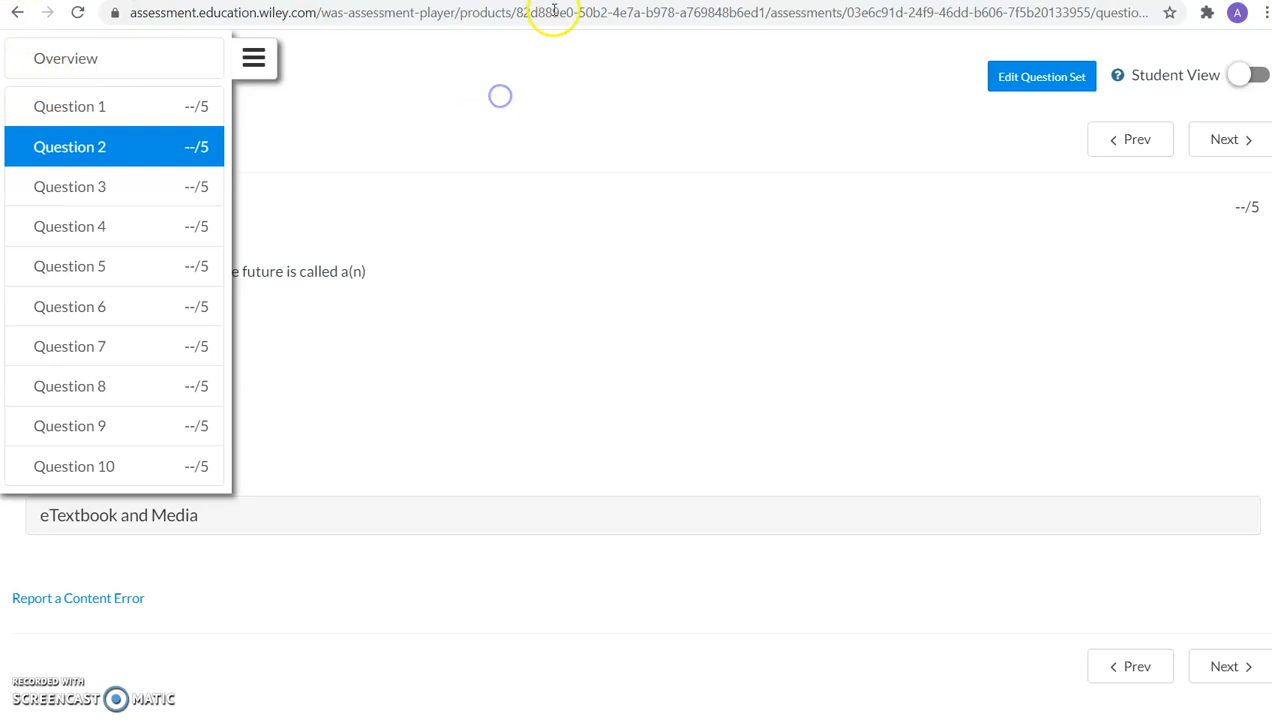 assessment.education.wiley.com/was-assessment-player/products/82d889e0-50b2-4e7a-b978-a769848b6ed1/assessments/03e6c91d-24f9-46dd-b606-7f5b20133955/questio...
A
Overview
Edit Question Set
? Student View
Question 1 --/5
Question 2 --/5
Question 3 --/5
Question 4 --/5
Question 5 --/5
Question 6 --/5
Question 7 --/5
Question 8 --/5
Question 9 --/5
Question 10 --/5
< Prev
Next >
--/5
e future is called a(n)
eTextbook and Media
Report a Content Error
< Prev
Next >
RECORDED WITH
SCREENCAST MATIC